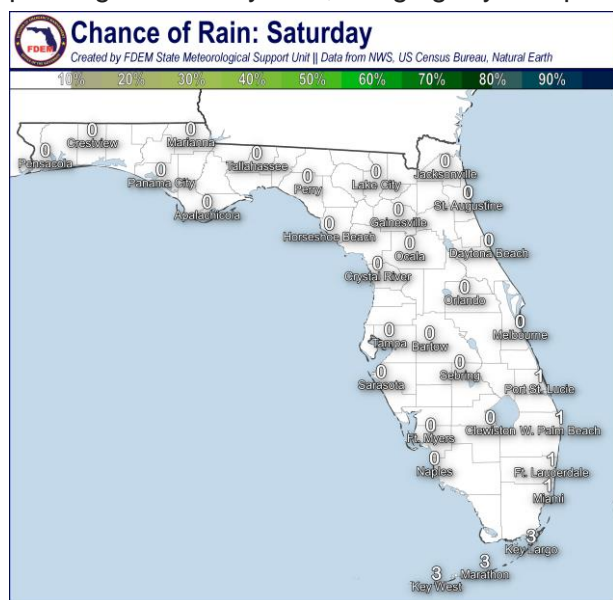 FDEM
Chance of Rain: Saturday
Created by FDEM State Meteorological Support Unit || Data from NWS, US Census Bureau, Natural Earth
10% 20% 30% 40% 50% 60% 70% 80% 90%
0 Crestview
0 Marianna
0 Pensacola
0 Tallahassee
0 Panama City
0 Perry
0 Lake City
0 Jacksonville
0 Apalachicola
0 St. Augustine
0 Gainesville
0 Horseshoe Beach
0 Ocala
0 Daytona Beach
0 Crystal River
0 Orlando
0 Melbourne
0 Tampa
0 Bartow
0 Sebring
0 Sarasota
1 Port St. Lucie
0 Clewiston
1 W. Palm Beach
0 Ft. Myers
0 Naples
1 Ft. Lauderdale
1 Miami
3 Key Largo
3 Marathon
3 Key West